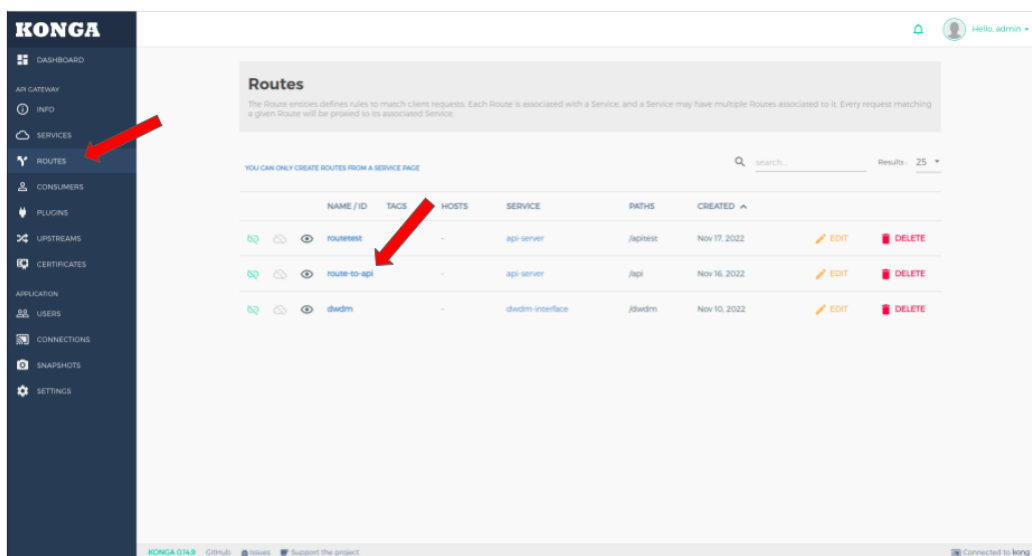 KONGA
Hello, admin
DASHBOARD
API GATEWAY
INFO
SERVICES
ROUTES
CONSUMERS
PLUGINS
UPSTREAMS
CERTIFICATES
APPLICATION
USERS
CONNECTIONS
SNAPSHOTS
SETTINGS
Routes
The Route entities defines rules to match client requests. Each Route is associated with a Service, and a Service may have multiple Routes associated to it. Every request matching
a given Route will be proxied to its associated Service.
YOU CAN ONLY CREATE ROUTES FROM A SERVICE PAGE
search...
Results : 25
NAME / ID TAGS HOSTS SERVICE PATHS CREATED
routetest - api-server /apitest Nov 17, 2022 EDIT DELETE
route-to-api - api-server /api Nov 16, 2022 EDIT DELETE
dwdm - dwdm-interface /dwdm Nov 10, 2022 EDIT DELETE
KONGA 0.14.9 GitHub Issues Support the project Connected to kong